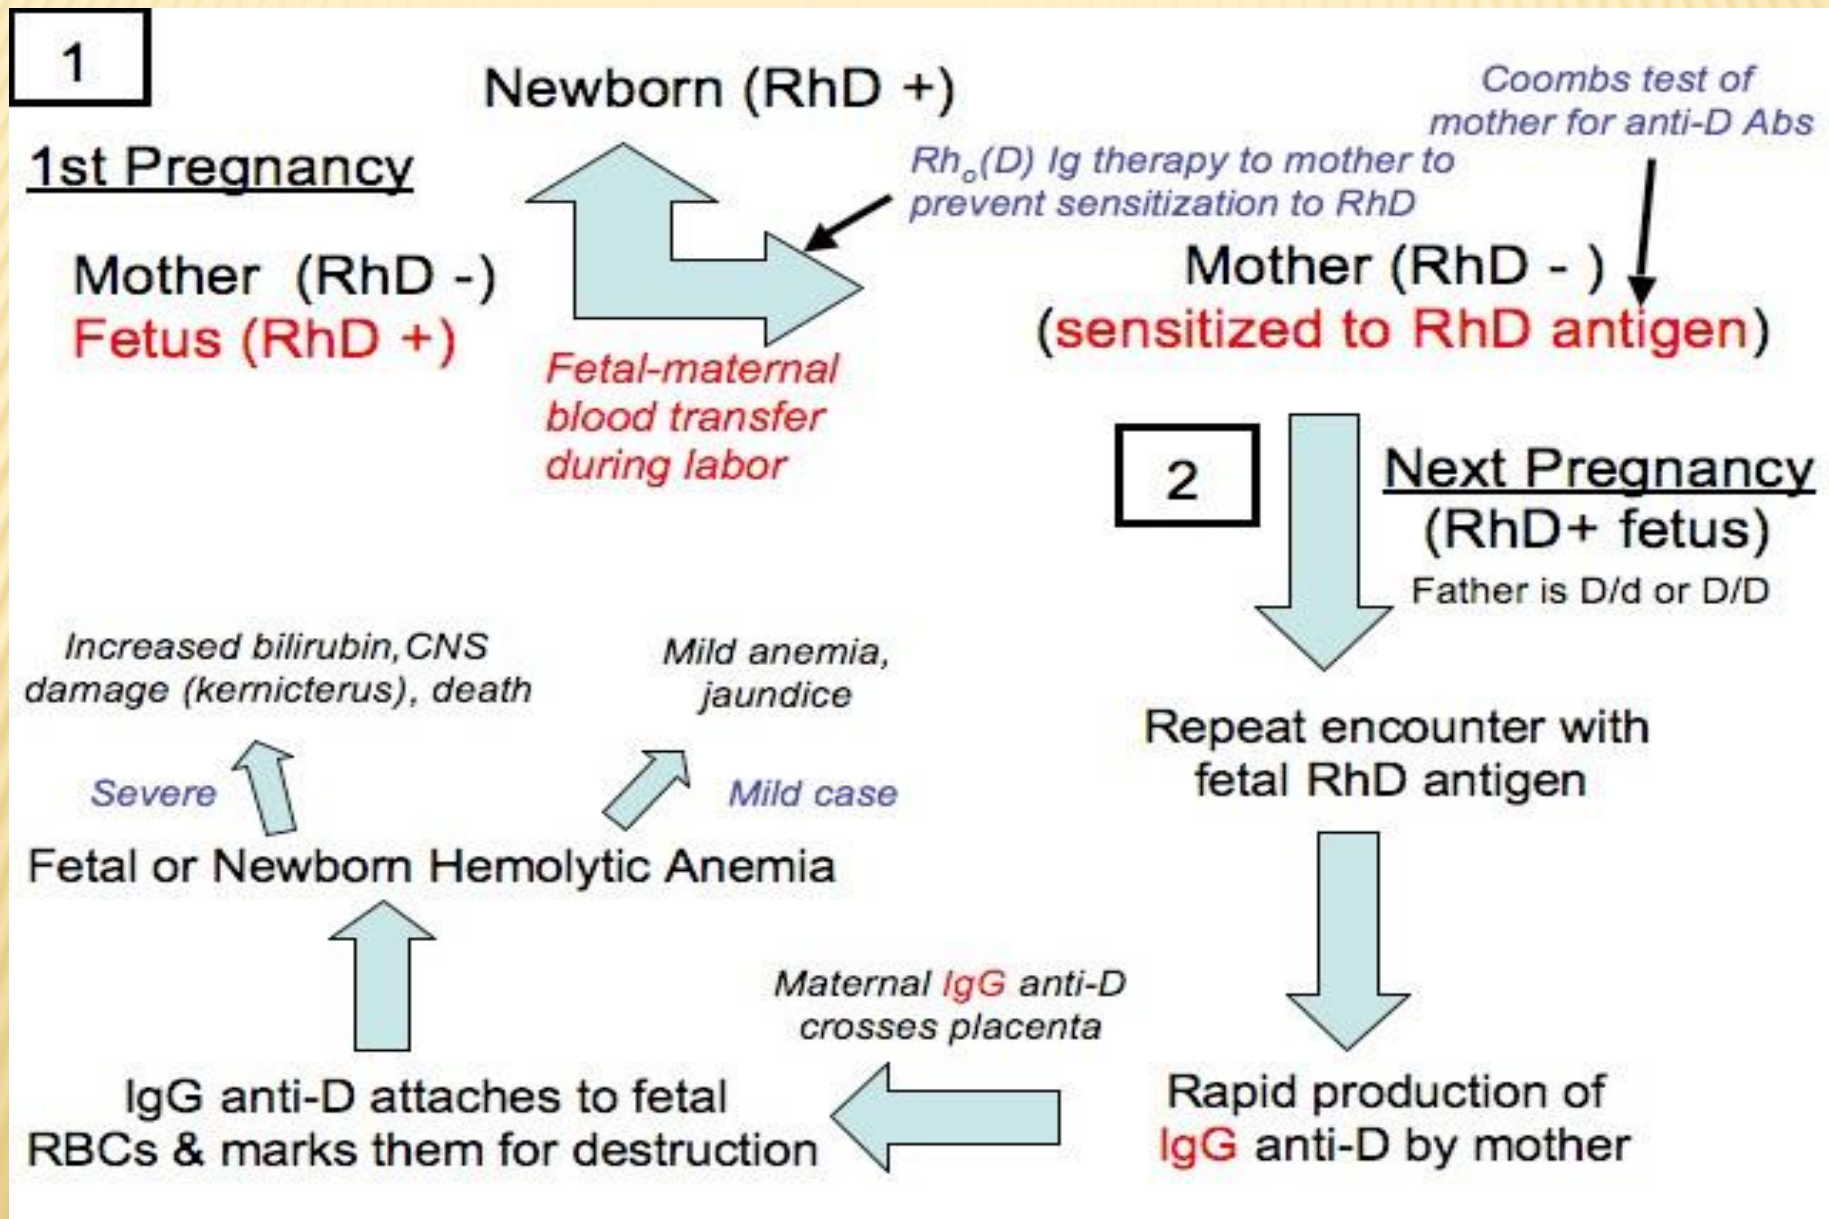 1
1st Pregnancy
Mother (RhD -)
Fetus (RhD +)
Newborn (RhD +)
Fetal-maternal
blood transfer
during labor
Rho(D) Ig therapy to mother to
prevent sensitization to RhD
Coombs test of
mother for anti-D Abs
Mother (RhD - )
(sensitized to RhD antigen)
2
Next Pregnancy
(RhD+ fetus)
Father is D/d or D/D
Repeat encounter with
fetal RhD antigen
Rapid production of
IgG anti-D by mother
Maternal IgG anti-D
crosses placenta
IgG anti-D attaches to fetal
RBCs & marks them for destruction
Fetal or Newborn Hemolytic Anemia
Severe
Increased bilirubin, CNS
damage (kernicterus), death
Mild case
Mild anemia,
jaundice